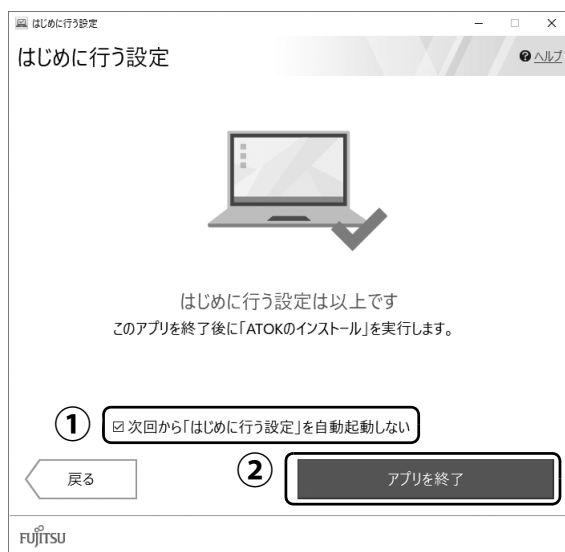 はじめに行う設定
はじめに行う設定
ヘルプ
はじめに行う設定は以上です
このアプリを終了後に「ATOKのインストール」を実行します。
① ☑ 次回から「はじめに行う設定」を自動起動しない
戻る ② アプリを終了
FUJITSU